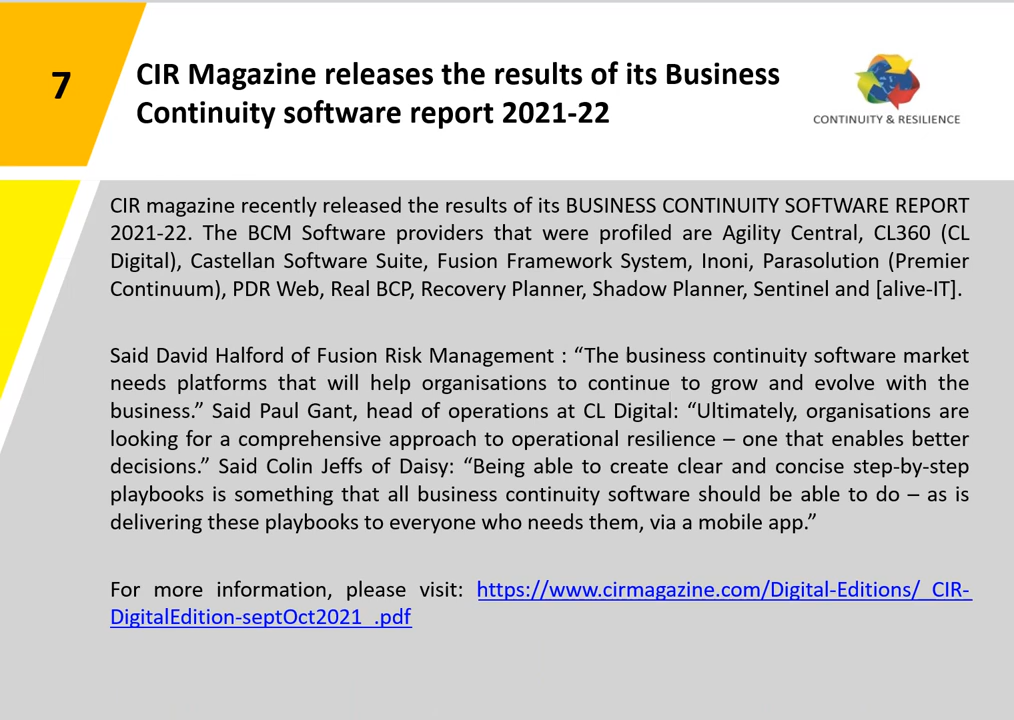 7
CIR Magazine releases the results of its Business
Continuity software report 2021-22
CONTINUITY & RESILIENCE
CIR magazine recently released the results of its BUSINESS CONTINUITY SOFTWARE REPORT
2021-22. The BCM Software providers that were profiled are Agility Central, CL360 (CL
Digital), Castellan Software Suite, Fusion Framework System, Inoni, Parasolution (Premier
Continuum), PDR Web, Real BCP, Recovery Planner, Shadow Planner, Sentinel and [alive-IT].
Said David Halford of Fusion Risk Management : “The business continuity software market
needs platforms that will help organisations to continue to grow and evolve with the
business.” Said Paul Gant, head of operations at CL Digital: “Ultimately, organisations are
looking for a comprehensive approach to operational resilience – one that enables better
decisions.” Said Colin Jeffs of Daisy: “Being able to create clear and concise step-by-step
playbooks is something that all business continuity software should be able to do – as is
delivering these playbooks to everyone who needs them, via a mobile app.”
For more information, please visit: https://www.cirmagazine.com/Digital-Editions/_CIR-
DigitalEdition-septOct2021_.pdf